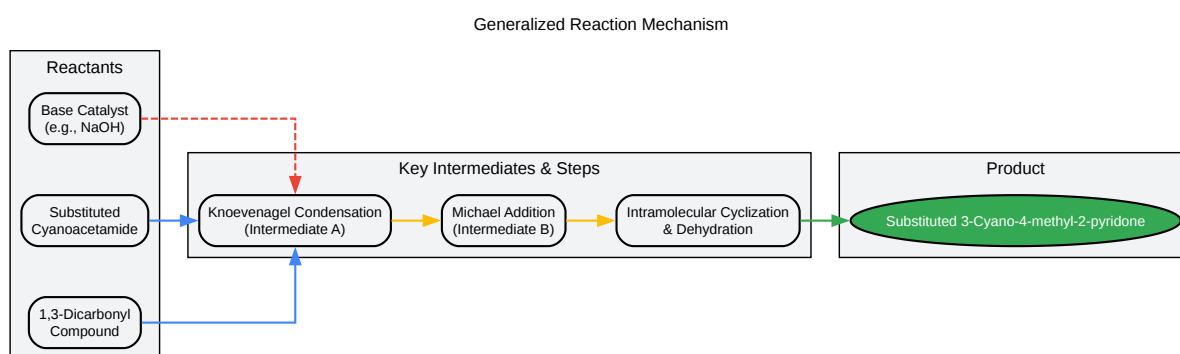 Generalized Reaction Mechanism
Reactants
Base Catalyst
(e.g., NaOH)
Substituted
Cyanoacetamide
1,3-Dicarbonyl
Compound
Key Intermediates & Steps
Knoevenagel Condensation
(Intermediate A)
Michael Addition
(Intermediate B)
Intramolecular Cyclization
& Dehydration
Product
Substituted 3-Cyano-4-methyl-2-pyridone